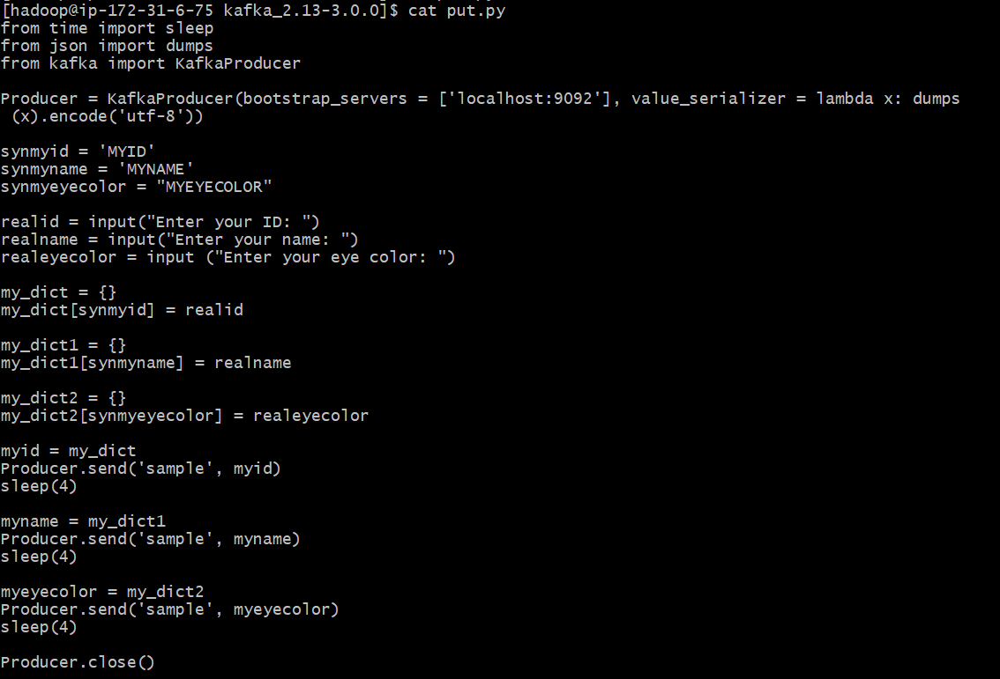 [hadoop@ip-172-31-6-75 kafka_2.13-3.0.0]$ cat put.py
from time import sleep
from json import dumps
from kafka import KafkaProducer
Producer = KafkaProducer(bootstrap_servers = ['localhost:9092'], value_serializer = lambda x: dumps
(x).encode('utf-8'))
synmyid = 'MYID'
synmyname = 'MYNAME'
synmyeyecolor = "MYEYECOLOR"
realid = input("Enter your ID: ")
realname = input("Enter your name: ")
realeyecolor = input ("Enter your eye color: ")
my_dict = {}
my_dict[synmyid] = realid
my_dict1 = {}
my_dict1[synmyname] = realname
my_dict2 = {}
my_dict2[synmyeyecolor] = realeyecolor
myid = my_dict
Producer.send('sample', myid)
sleep(4)
myname = my_dict1
Producer.send('sample', myname)
sleep(4)
myeyecolor = my_dict2
Producer.send('sample', myeyecolor)
sleep(4)
Producer.close()